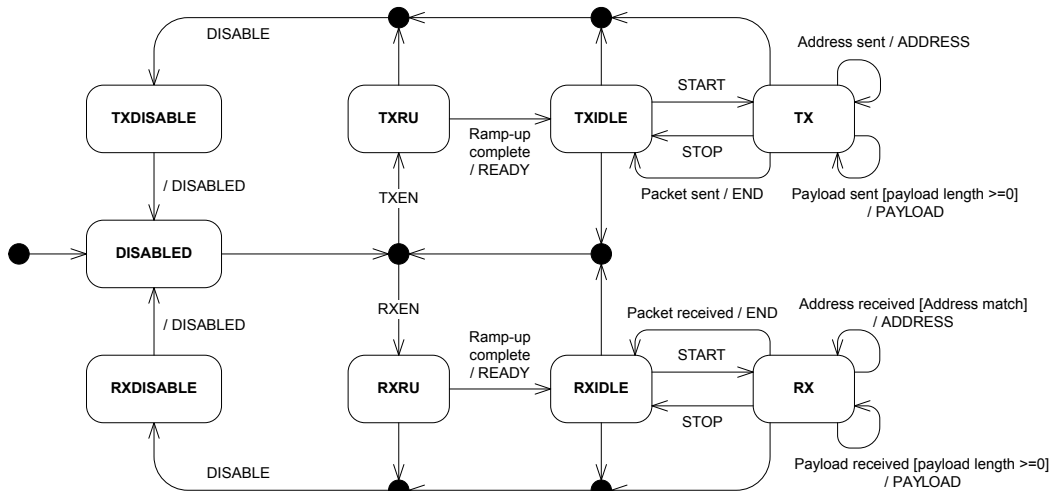 DISABLE
Address sent / ADDRESS
TXDISABLE
TXRU
Ramp-up
complete
/ READY
TXIDLE
START
STOP
TX
Packet sent / END
Payload sent [payload length >=0]
/ PAYLOAD
/ DISABLED
TXEN
DISABLED
RXEN
/ DISABLED
Packet received / END
Address received [Address match]
/ ADDRESS
RXDISABLE
RXRU
Ramp-up
complete
/ READY
RXIDLE
START
STOP
RX
DISABLE
Payload received [payload length >=0]
/ PAYLOAD